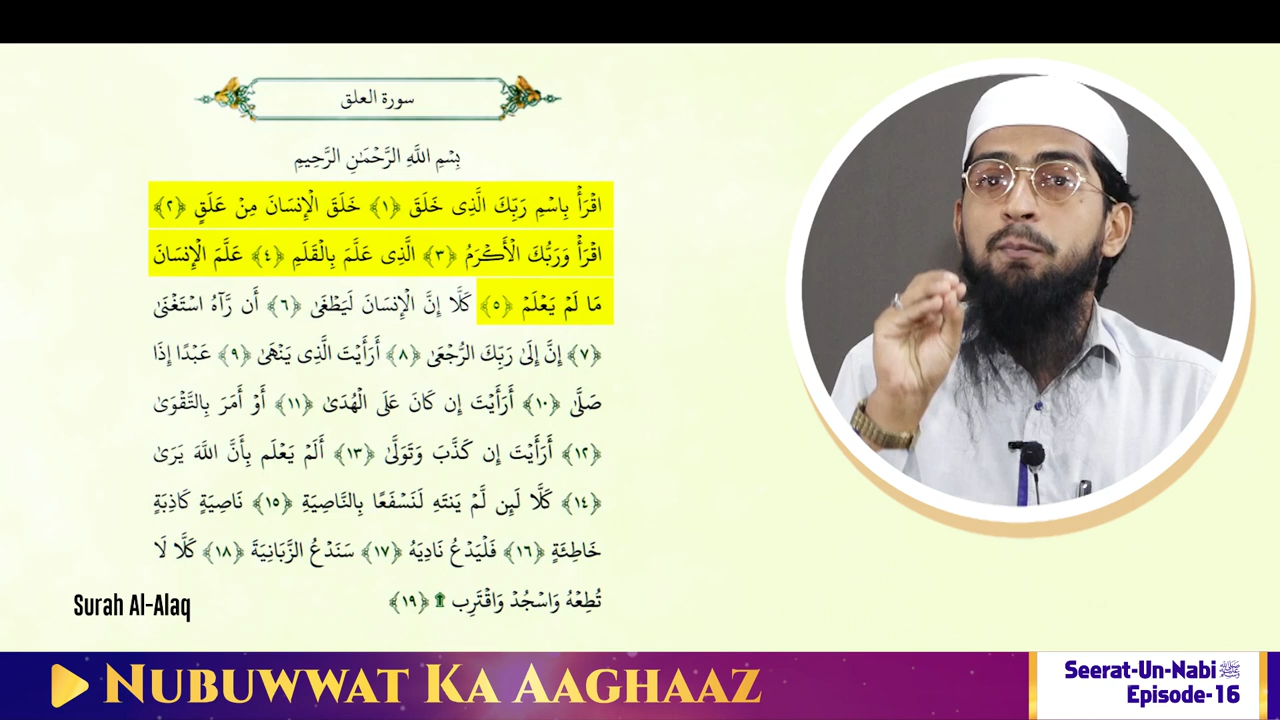 سورة العلق
بِسْمِ اللَّهِ الرَّحْمَٰنِ الرَّحِيمِ
اقْرَأْ بِاسْمِ رَبِّكَ الَّذِى خَلَقَ ﴿١﴾ خَلَقَ الْإِنسَانَ مِنْ عَلَقٍ ﴿٢﴾
اقْرَأْ وَرَبُّكَ الْأَكْرَمُ ﴿٣﴾ الَّذِى عَلَّمَ بِالْقَلَمِ ﴿٤﴾ عَلَّمَ الْإِنسَانَ
مَا لَمْ يَعْلَمْ ﴿٥﴾ كَلَّا إِنَّ الْإِنسَانَ لَيَطْغَىٰ ﴿٦﴾ أَن رَّآهُ اسْتَغْنَىٰ
﴿٧﴾ إِنَّ إِلَىٰ رَبِّكَ الرُّجْعَىٰ ﴿٨﴾ أَرَأَيْتَ الَّذِى يَنْهَىٰ ﴿٩﴾ عَبْدًا إِذَا
صَلَّىٰ ﴿١٠﴾ أَرَأَيْتَ إِن كَانَ عَلَى الْهُدَىٰ ﴿١١﴾ أَوْ أَمَرَ بِالتَّقْوَىٰ
﴿١٢﴾ أَرَأَيْتَ إِن كَذَّبَ وَتَوَلَّىٰ ﴿١٣﴾ أَلَمْ يَعْلَم بِأَنَّ اللَّهَ يَرَىٰ
﴿١٤﴾ كَلَّا لَئِن لَّمْ يَنتَهِ لَنَسْفَعًا بِالنَّاصِيَةِ ﴿١٥﴾ نَاصِيَةٍ كَاذِبَةٍ
خَاطِئَةٍ ﴿١٦﴾ فَلْيَدْعُ نَادِيَهُ ﴿١٧﴾ سَنَدْعُ الزَّبَانِيَةَ ﴿١٨﴾ كَلَّا لَا
تُطِعْهُ وَاسْجُدْ وَاقْتَرِب ۩ ﴿١٩﴾
Surah Al-Alaq
Nubuwwat Ka Aaghaaz
Seerat-Un-Nabi ﷺ
Episode-16